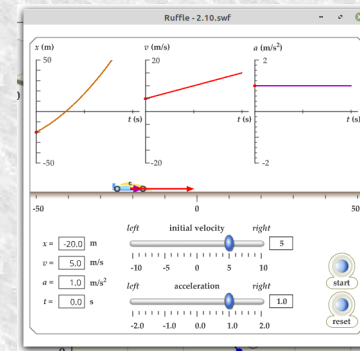 Ruffle - 2.10.swf
x (m) v (m/s) a (m/s²)
50 20 2
t (s) t (s) t (s)
-50 -20 -2
-50 0 50
left initial velocity right
x = -20.0 m 5
v = 5.0 m/s -10 -5 0 5 10
a = 1.0 m/s² left acceleration right
start
t = 0.0 s 1.0
-2.0 -1.0 0.0 1.0 2.0
reset